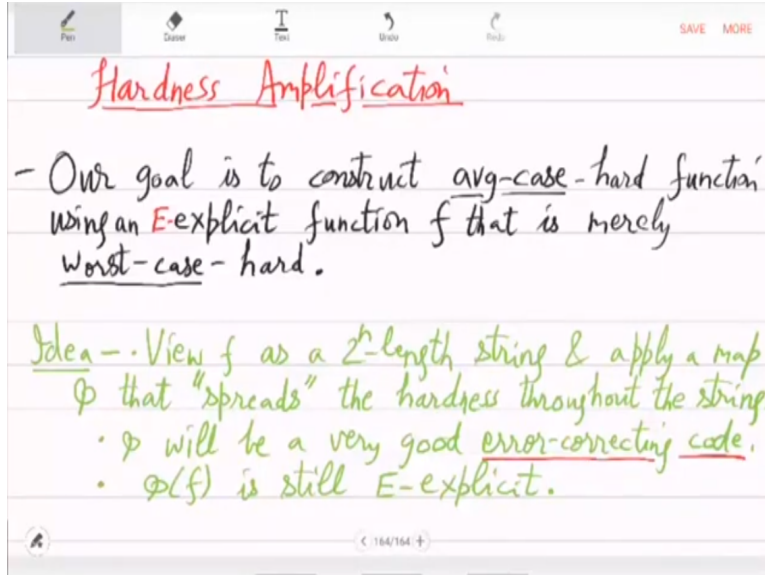 Pen Eraser Text Undo Redo SAVE MORE
Hardness Amplification
- Our goal is to construct avg-case-hard function
using an E-explicit function f that is merely
worst-case-hard.
Idea - · View f as a 2^n-length string & apply a map
φ that "spreads" the hardness throughout the string
· φ will be a very good error-correcting code.
· φ(f) is still E-explicit.
< 164/164 +